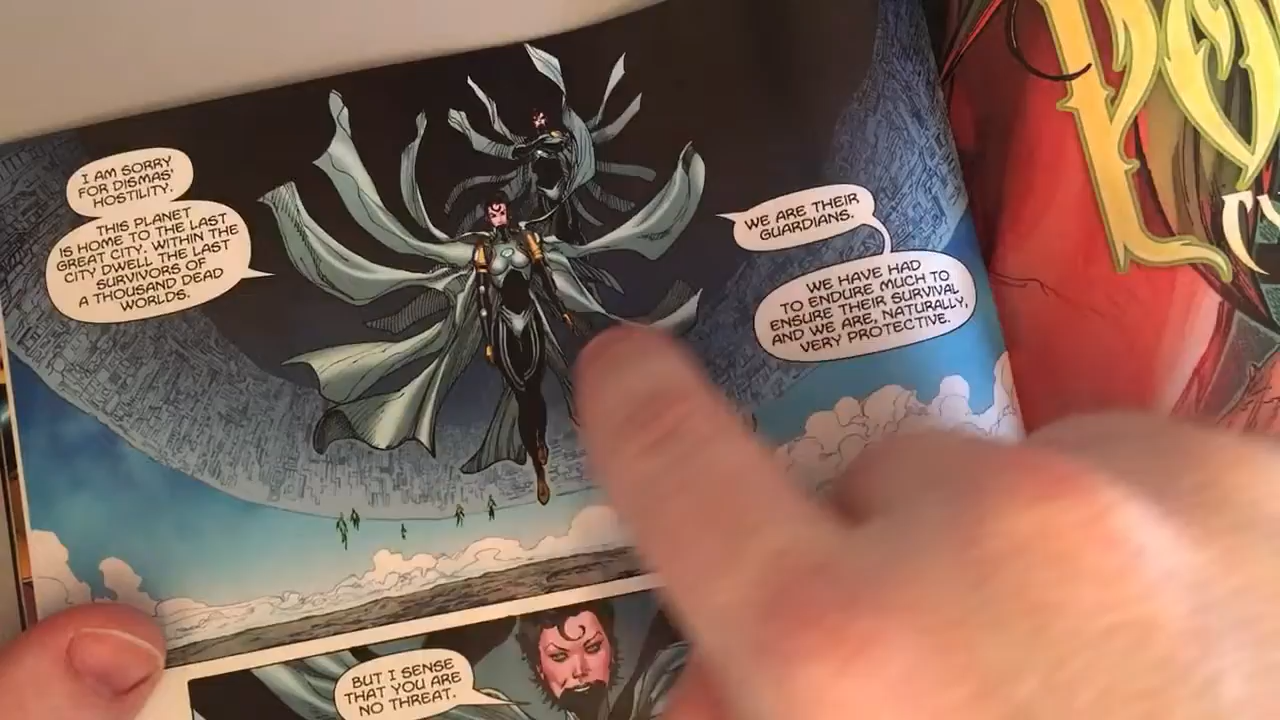 I AM SORRY
FOR DISMAS'
HOSTILITY.
THIS PLANET
IS HOME TO THE LAST
GREAT CITY. WITHIN THE
CITY DWELL THE LAST
SURVIVORS OF
A THOUSAND DEAD
WORLDS.
WE ARE THEIR
GUARDIANS.
WE HAVE HAD
TO ENDURE MUCH TO
ENSURE THEIR SURVIVAL
AND WE ARE, NATURALLY,
VERY PROTECTIVE.
BUT I SENSE
THAT YOU ARE
NO THREAT.